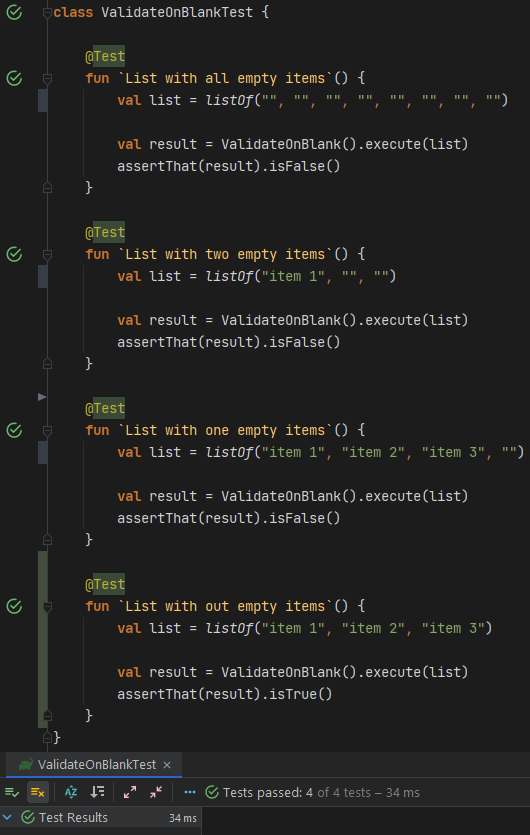 class ValidateOnBlankTest {
@Test
fun `List with all empty items`() {
val list = listOf("", "", "", "", "", "", "", "")
val result = ValidateOnBlank().execute(list)
assertThat(result).isFalse()
}
@Test
fun `List with two empty items`() {
val list = listOf("item 1", "", "")
val result = ValidateOnBlank().execute(list)
assertThat(result).isFalse()
}
@Test
fun `List with one empty items`() {
val list = listOf("item 1", "item 2", "item 3", "")
val result = ValidateOnBlank().execute(list)
assertThat(result).isFalse()
}
@Test
fun `List with out empty items`() {
val list = listOf("item 1", "item 2", "item 3")
val result = ValidateOnBlank().execute(list)
assertThat(result).isTrue()
}
}
ValidateOnBlankTest ×
Tests passed: 4 of 4 tests – 34 ms
Test Results 34 ms